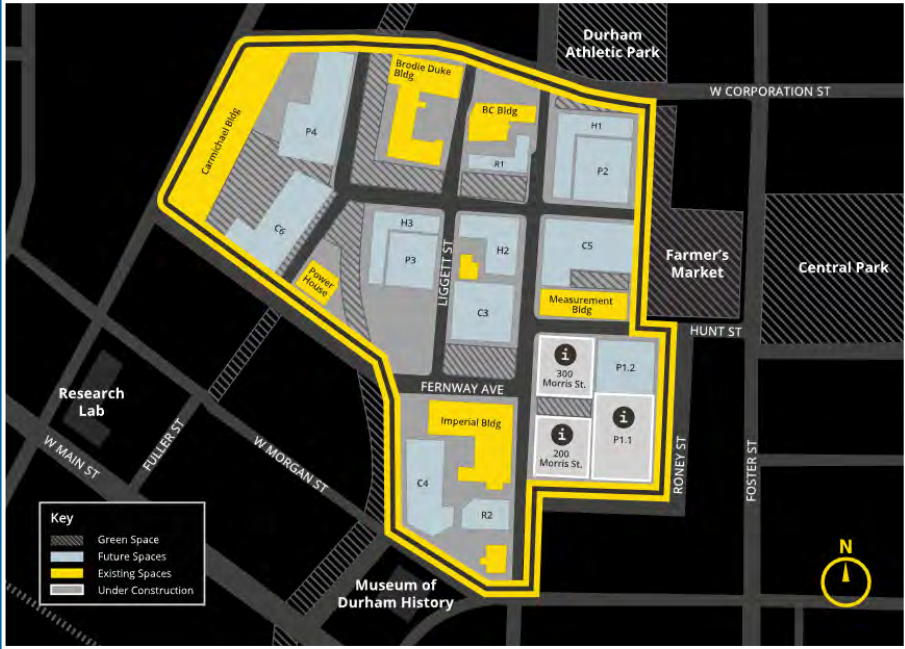 Durham
Athletic Park
W CORPORATION ST
Brodie Duke
Bldg
BC Bldg
Carmichael Bldg
P4
H1
P2
R1
C6
H3
P3
H2
C5
LIGGETT ST
Farmer's
Market
Central Park
Power
House
C3
Measurement
Bldg
HUNT ST
i
300
Morris St.
P1.2
FERNWAY AVE
Research
Lab
Imperial Bldg
i
200
Morris St.
i
P1.1
W MAIN ST
FULLER ST
W MORGAN ST
RONEY ST
FOSTER ST
C4
R2
Key
Green Space
Future Spaces
Existing Spaces
Under Construction
Museum of
Durham History
N